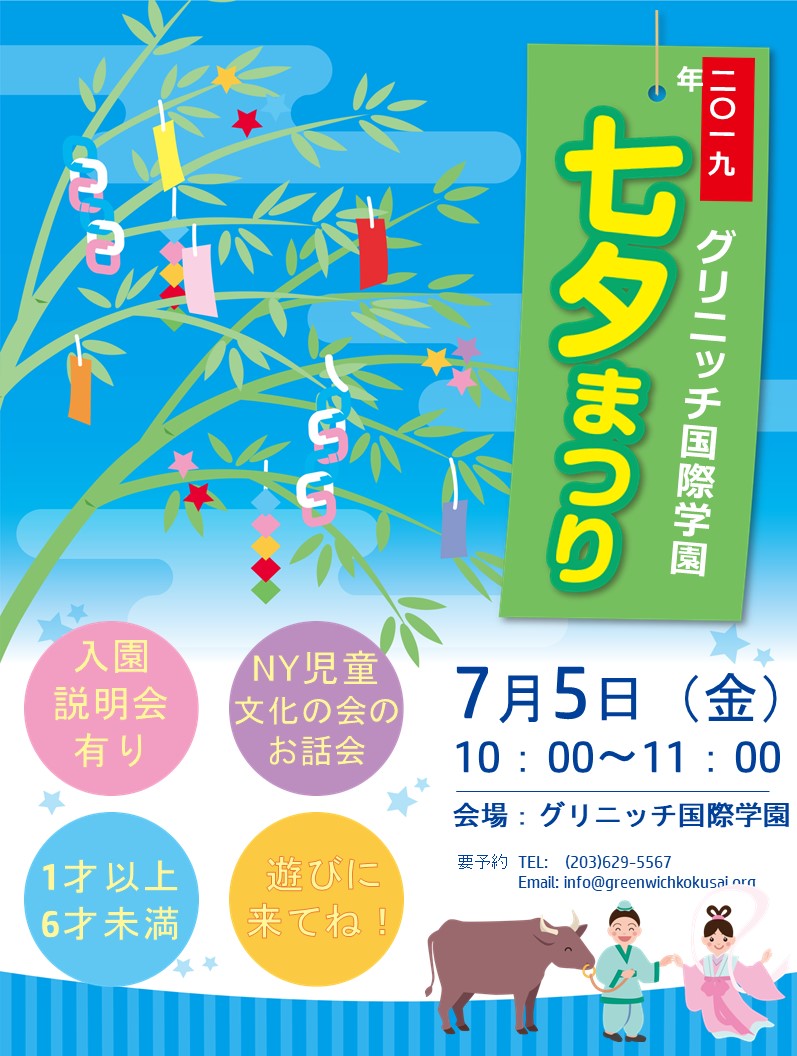 二〇一九
年
グリニッチ国際学園
七夕まつり
入園
説明会
有り
NY児童
文化の会の
お話会
1才以上
6才未満
遊びに
来てね！
7月5日（金）
10：00～11：00
会場：グリニッチ国際学園
要予約 TEL: (203)629-5567
Email: info@greenwichkokusai.org